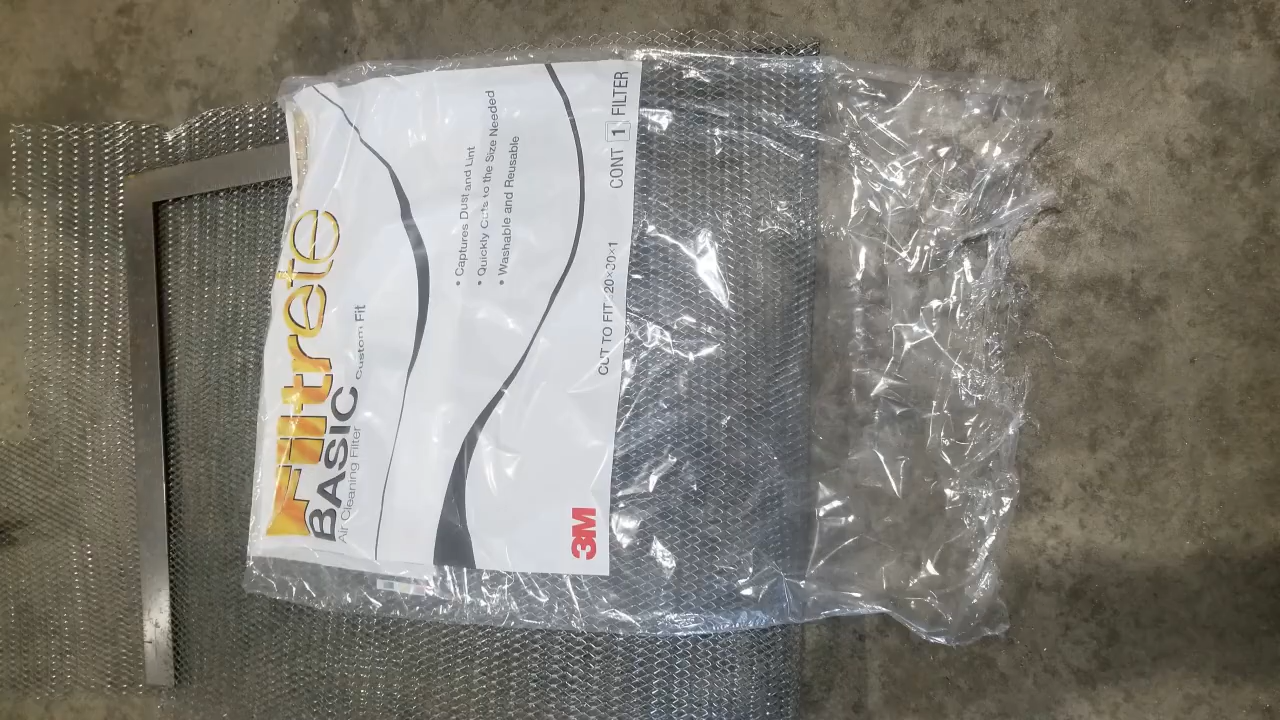 Filtrete
BASIC Custom Fit
Air Cleaning Filter
• Captures Dust and Lint
• Quickly Cuts to the Size Needed
• Washable and Reusable
3M CUT TO FIT 20×30×1 CONT 1 FILTER